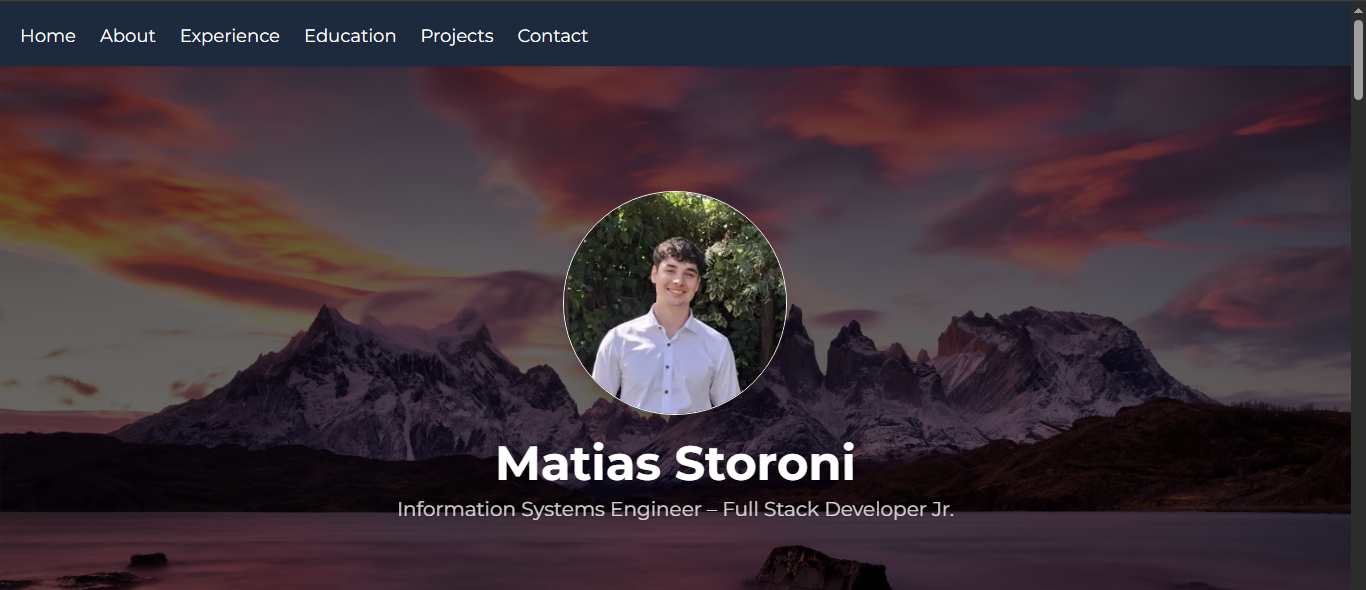 Home About Experience Education Projects Contact
Matias Storoni
Information Systems Engineer – Full Stack Developer Jr.